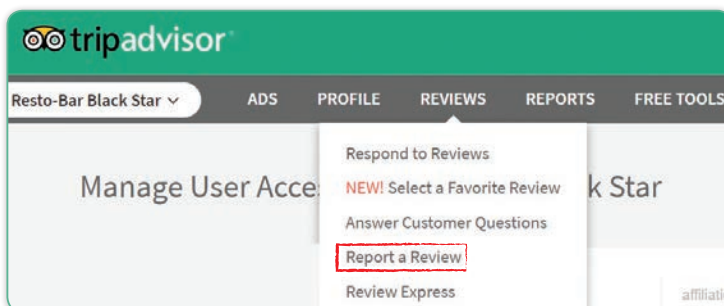 tripadvisor
Resto-Bar Black Star ADS PROFILE REVIEWS REPORTS FREE TOOLS
Respond to Reviews
Manage User Acce k Star
NEW! Select a Favorite Review
Answer Customer Questions
Report a Review
Review Express